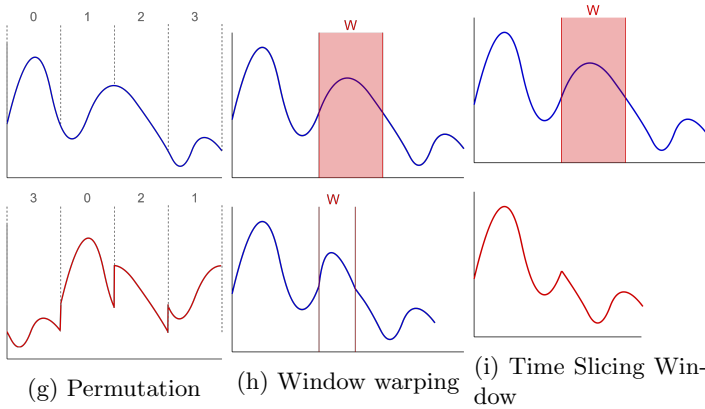 0 1 2 3
W
W
3 0 2 1
W
(g) Permutation
(h) Window warping
(i) Time Slicing Win-
dow